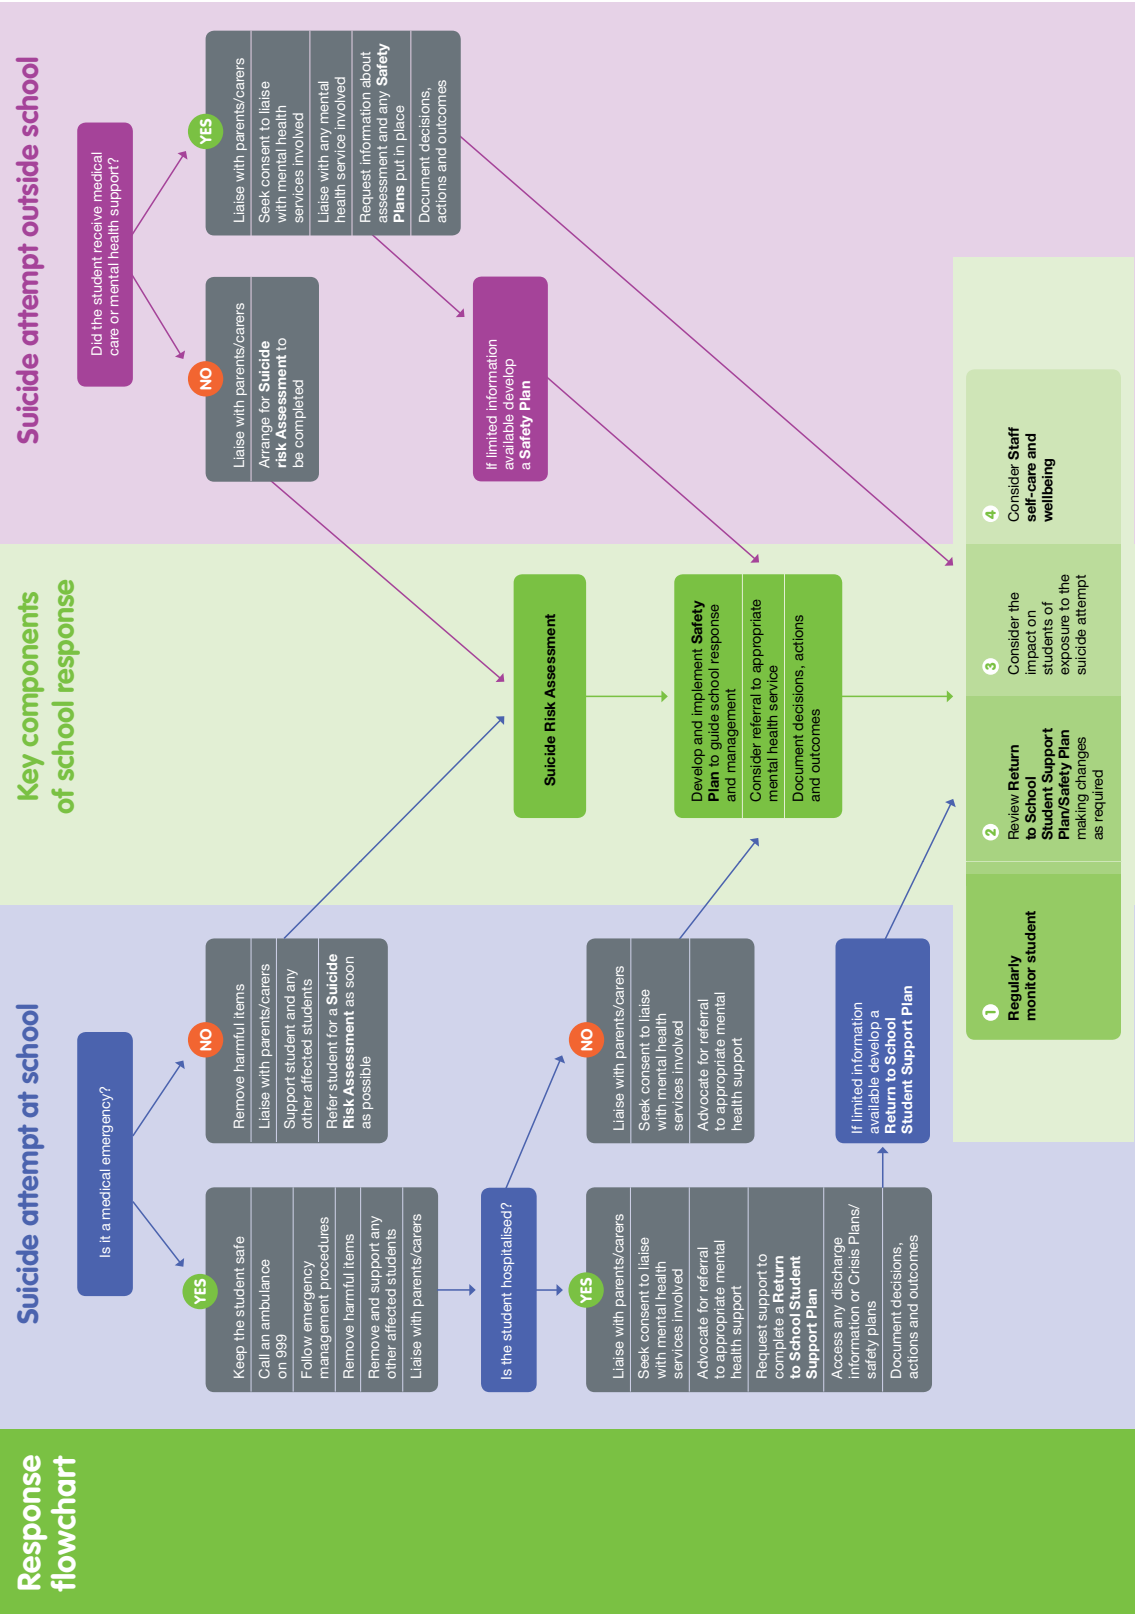 Response
flowchart
Suicide attempt at school
Is it a medical emergency?
YES
Keep the student safe
Call an ambulance
on 999
Follow emergency
management procedures
Remove harmful items
Remove and support any
other affected students
Liaise with parents/carers
NO
Remove harmful items
Liaise with parents/carers
Support student and any
other affected students
Refer student for a Suicide
Risk Assessment as soon
as possible
Is the student hospitalised?
YES
Liaise with parents/carers
Seek consent to liaise
with mental health
services involved
Advocate for referral
to appropriate mental
health support
Request support to
complete a Return
to School Student
Support Plan
Access any discharge
information or Crisis Plans/
safety plans
Document decisions,
actions and outcomes
NO
Liaise with parents/carers
Seek consent to liaise
with mental health
services involved
Advocate for referral
to appropriate mental
health support
If limited information
available develop a
Return to School
Student Support Plan
Key components
of school response
Suicide Risk Assessment
Develop and implement Safety
Plan to guide school response
and management
Consider referral to appropriate
mental health service
Document decisions, actions
and outcomes
Suicide attempt outside school
Did the student receive medical
care or mental health support?
NO
Liaise with parents/carers
Arrange for Suicide
risk Assessment to
be completed
YES
Liaise with parents/carers
Seek consent to liaise
with mental health
services involved
Liaise with any mental
health service involved
Request information about
assessment and any Safety
Plans put in place
Document decisions,
actions and outcomes
If limited information
available develop
a Safety Plan
1
Regularly
monitor student
2
Review Return
to School
Student Support
Plan/Safety Plan
making changes
as required
3
Consider the
impact on
students of
exposure to the
suicide attempt
4
Consider Staff
self-care and
wellbeing